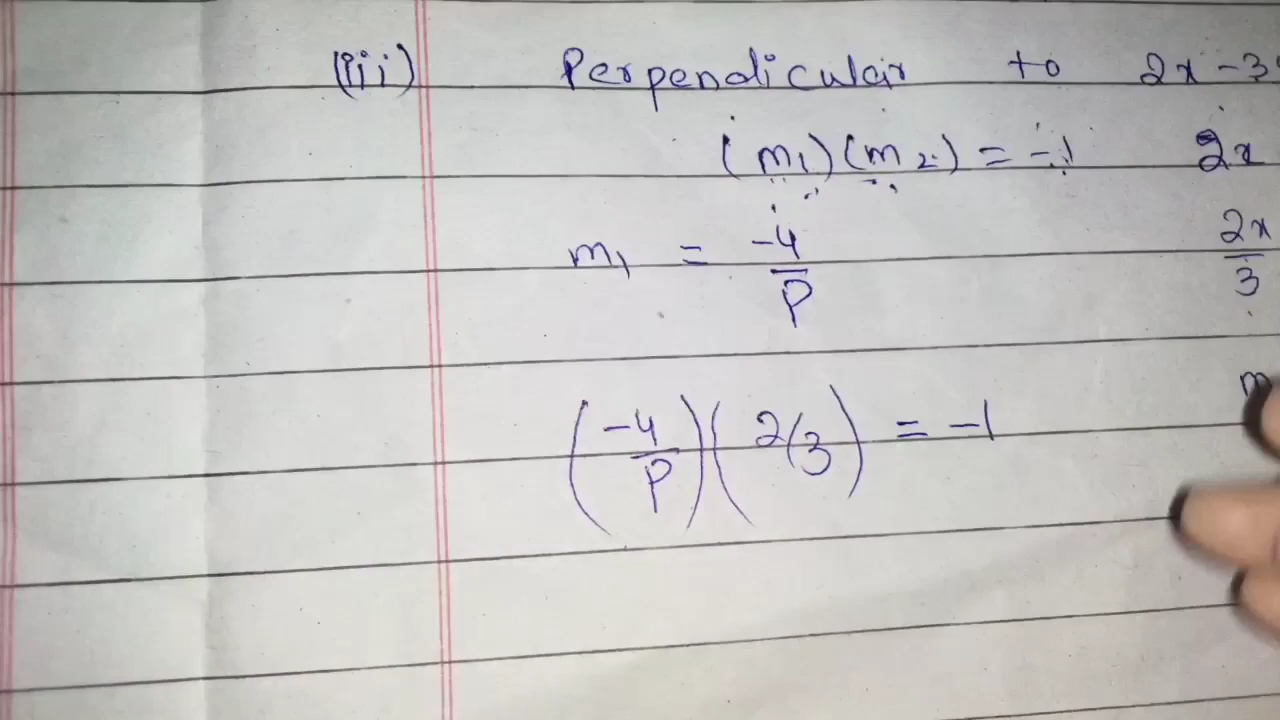 (iii) Perpendicular to 2x - 3
(m₁)(m₂) = -1 2x
m₁ = -4/P 2x/3
m
(-4/P)(2/3) = -1